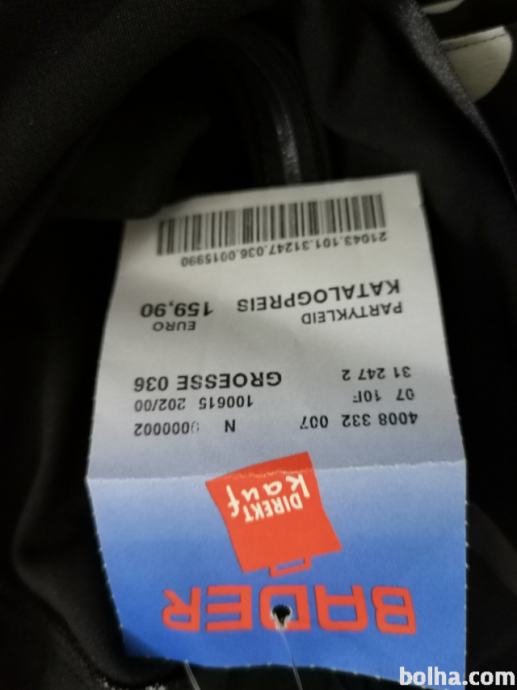 BADER
DIREKT
kauf
4008 332 007 N 0000002
07 10F 100615 202/00
31 247 2 GROESSE 036
PARTYKLEID EURO
KATALOGPREIS 159,90
21043.101.31247.036.0015990
bolha.com